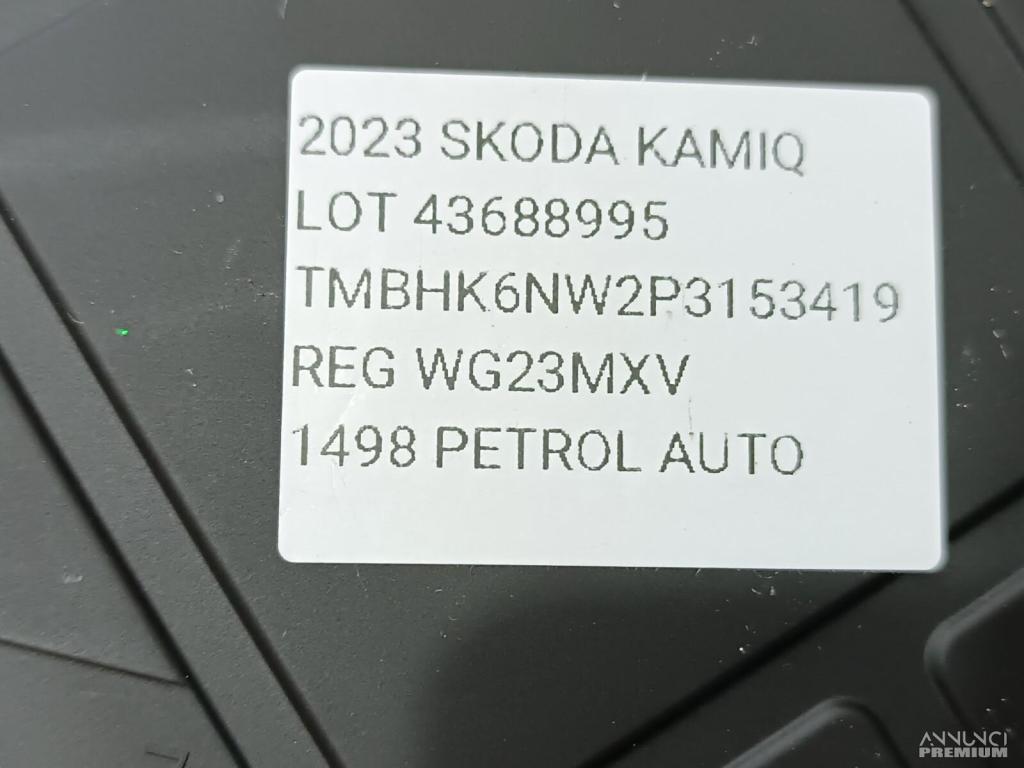 2023 SKODA KAMIQ
LOT 43688995
TMBHK6NW2P3153419
REG WG23MXV
1498 PETROL AUTO
ANNUNCI
PREMIUM